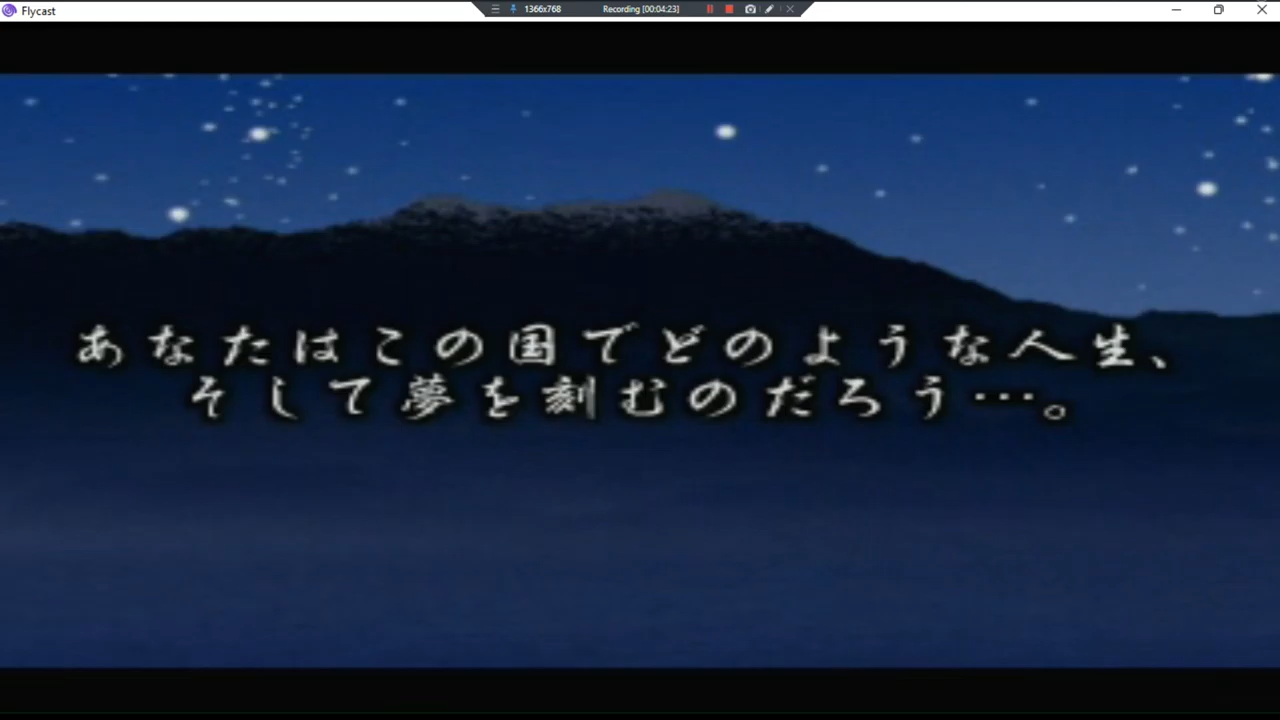 Flycast
1366x768
Recording [00:04:23]
あなたはこの国でどのような人生、
そして夢を刻むのだろう…。